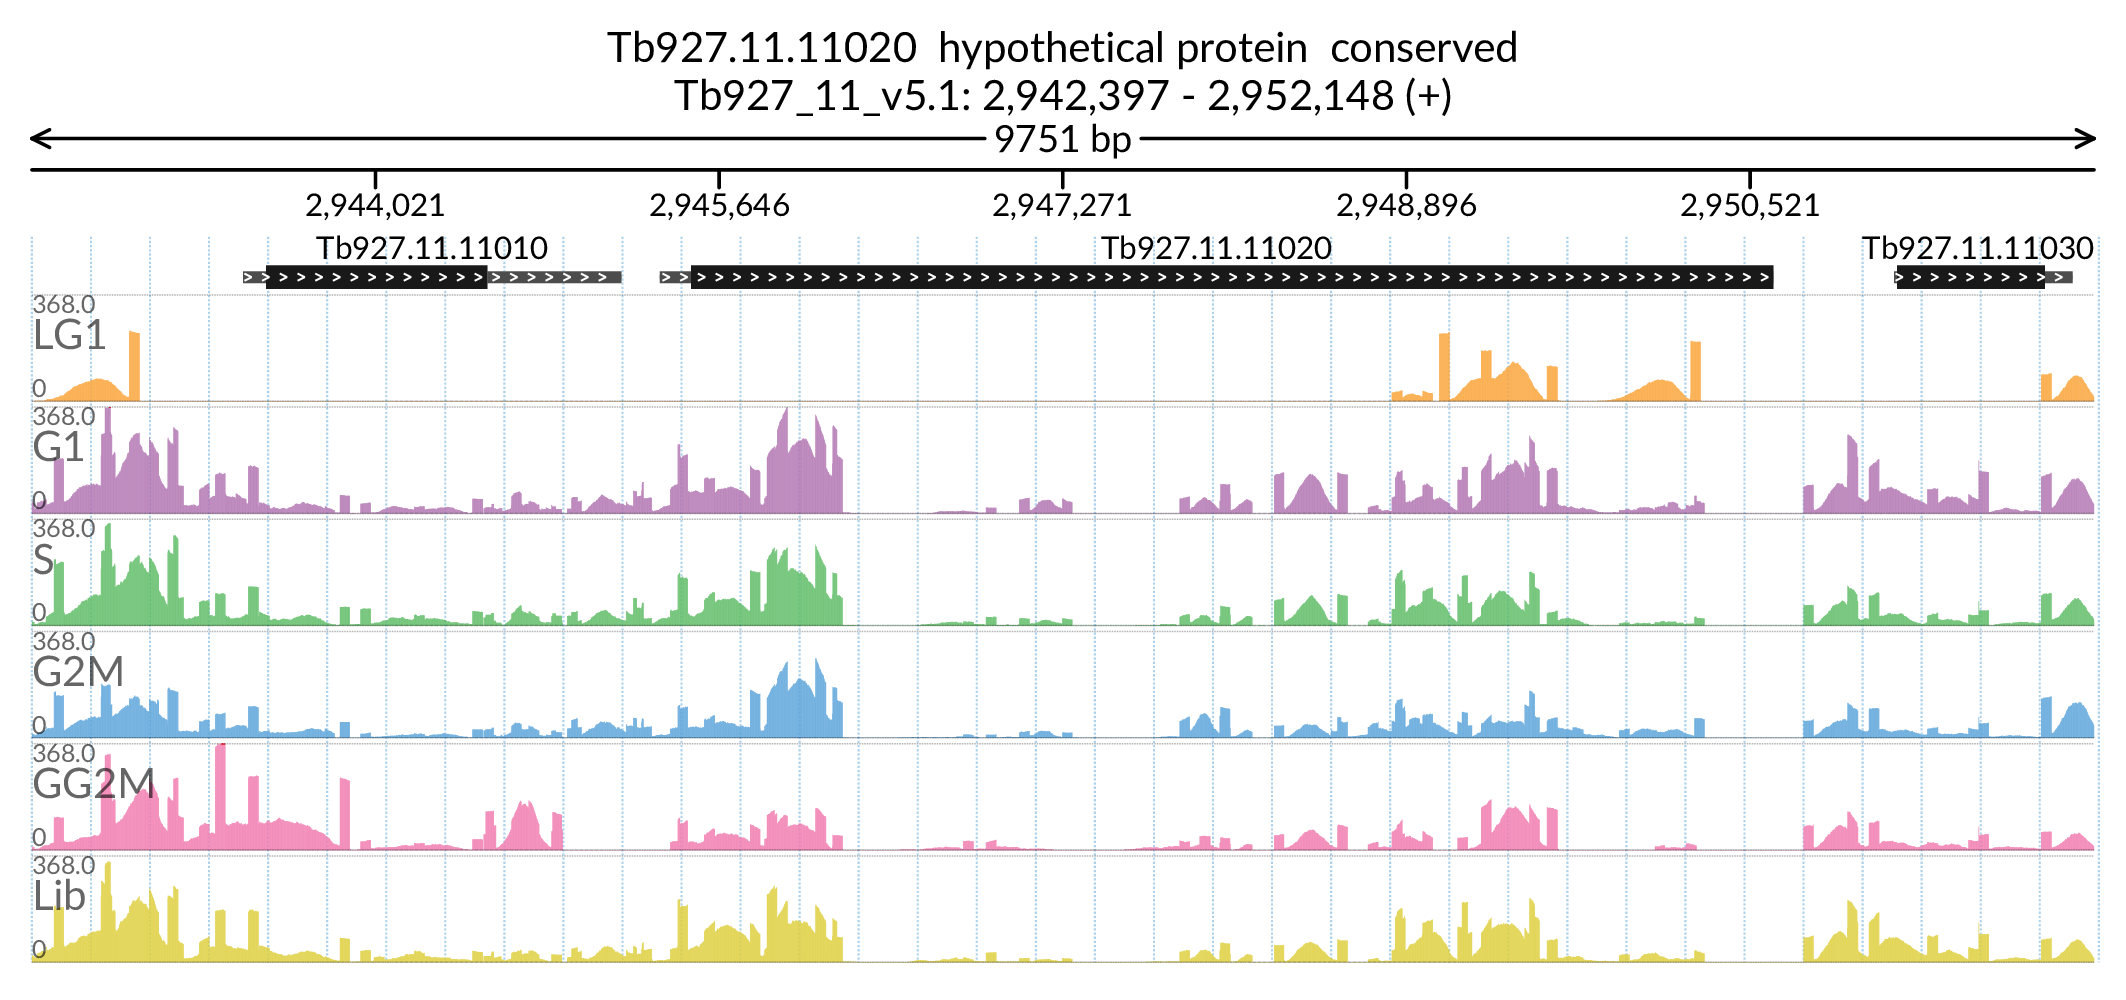 Tb927.11.11020  hypothetical protein  conserved
Tb927_11_v5.1: 2,942,397 - 2,952,148 (+)
9751 bp
2,944,021 2,945,646 2,947,271 2,948,896 2,950,521
Tb927.11.11010 Tb927.11.11020 Tb927.11.11030
368.0
LG1
0
368.0
G1
0
368.0
S
0
368.0
G2M
0
368.0
GG2M
0
368.0
Lib
0